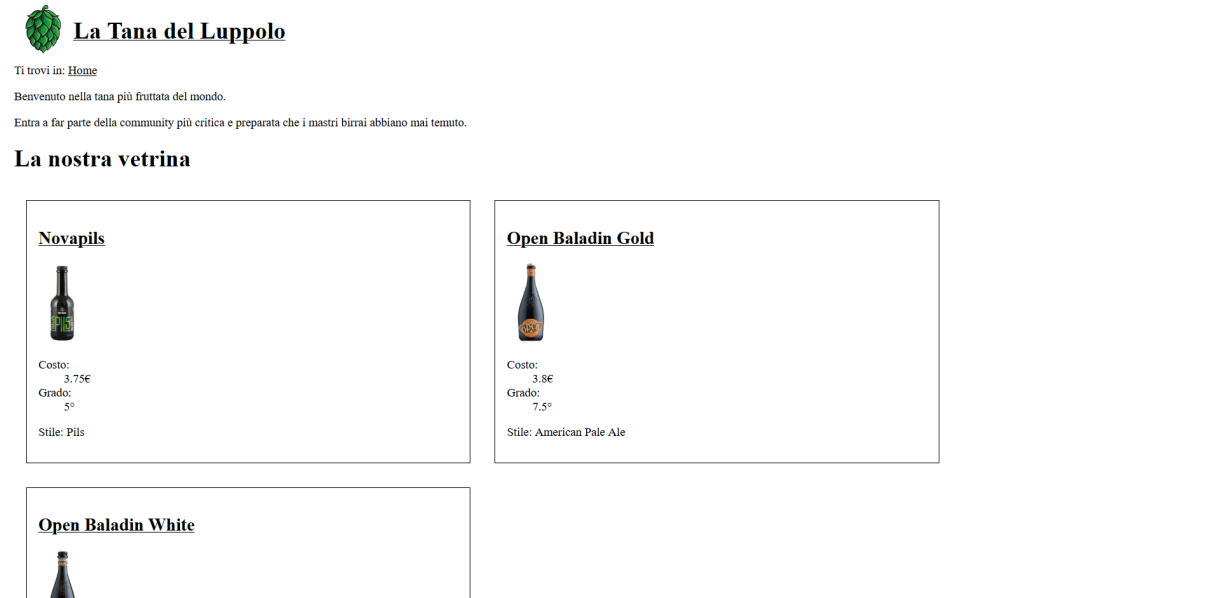 La Tana del Luppolo
Ti trovi in: Home
Benvenuto nella tana più fruttata del mondo.
Entra a far parte della community più critica e preparata che i mastri birrai abbiano mai temuto.
La nostra vetrina
Novapils
Costo:
3.75€
Grado:
5°
Stile: Pils
Open Baladin Gold
Costo:
3.8€
Grado:
7.5°
Stile: American Pale Ale
Open Baladin White